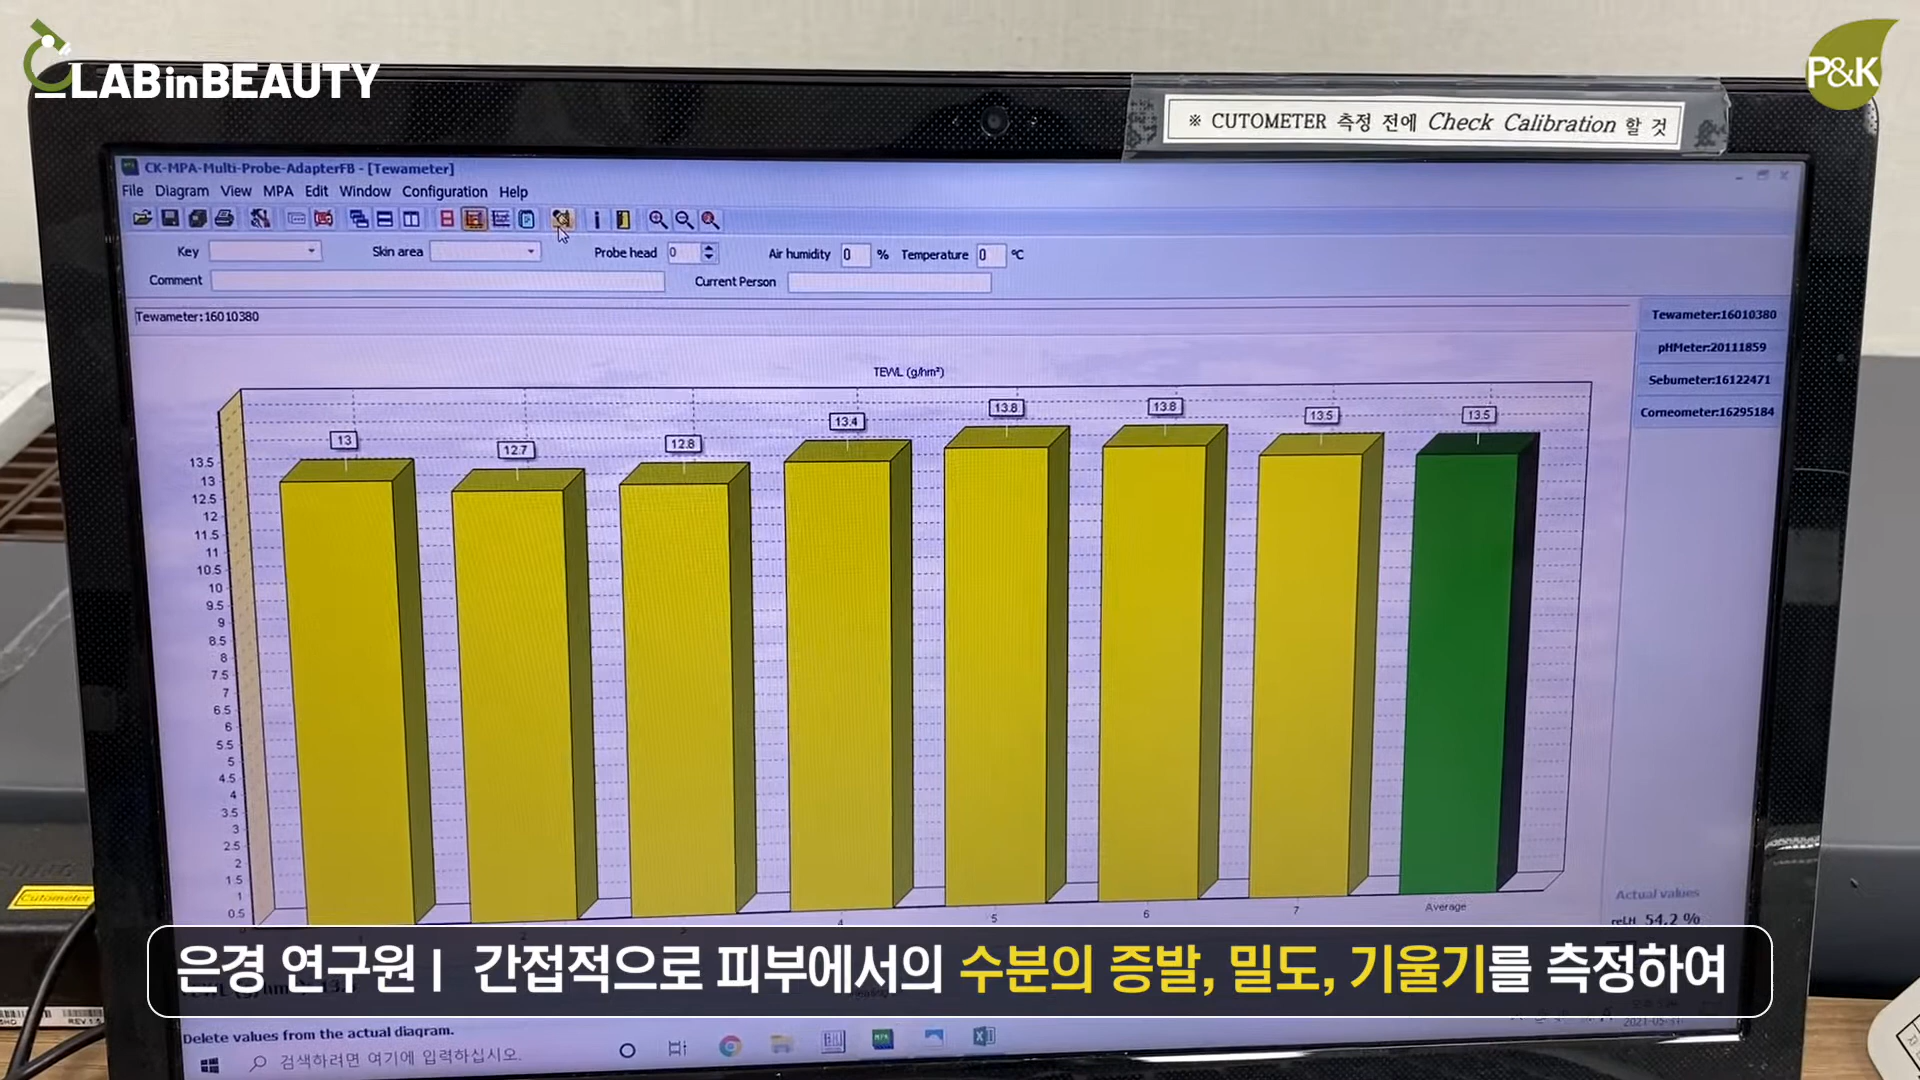 LABinBEAUTY
P&K
※ CUTOMETER 측정 전에 Check Calibration 할 것
CK-MPA-Multi-Probe-AdapterFB - [Tewameter]
File Diagram View MPA Edit Window Configuration Help
Key Skin area Probe head 0 Air humidity 0 % Temperature 0 °C
Comment Current Person
Tewameter:16010380
Tewameter:16010380
pHMeter:20111859
Sebumeter:16122471
Corneometer:16295184
TEWL (g/hm²)
13 12.7 12.8 13.4 13.8 13.8 13.5 13.5
13.5
13
12.5
12
11.5
11
10.5
10
9.5
9
8.5
8
7.5
7
6.5
6
5.5
5
4.5
4
3.5
3
2.5
2
1.5
1
0.5
4 5 6 7 Average
Actual values
relH 54.2 %
Cutometer
은경 연구원 | 간접적으로 피부에서의 수분의 증발, 밀도, 기울기를 측정하여
Delete values from the actual diagram.
검색하려면 여기에 입력하십시오.
2021-05-31